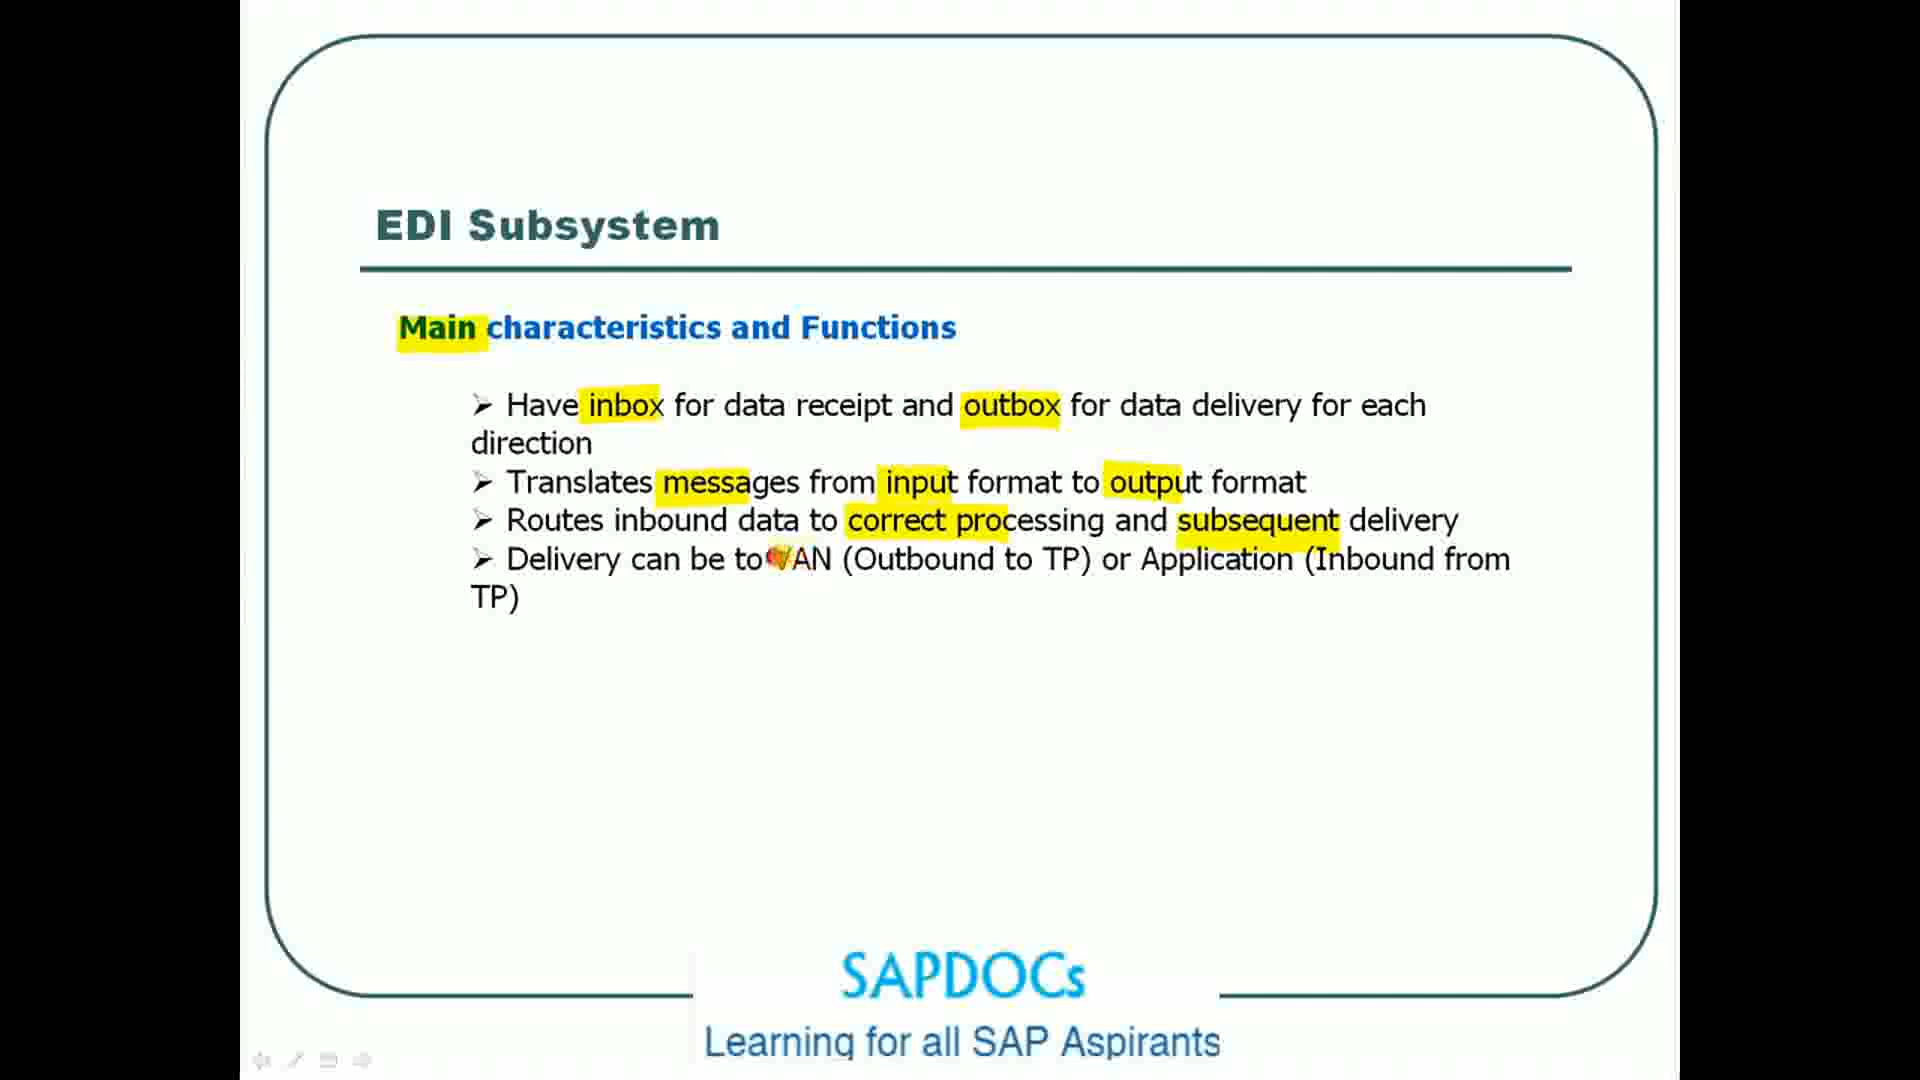 EDI Subsystem
Main characteristics and Functions
➢ Have inbox for data receipt and outbox for data delivery for each
direction
➢ Translates messages from input format to output format
➢ Routes inbound data to correct processing and subsequent delivery
➢ Delivery can be to VAN (Outbound to TP) or Application (Inbound from
TP)
SAPDOCs
Learning for all SAP Aspirants